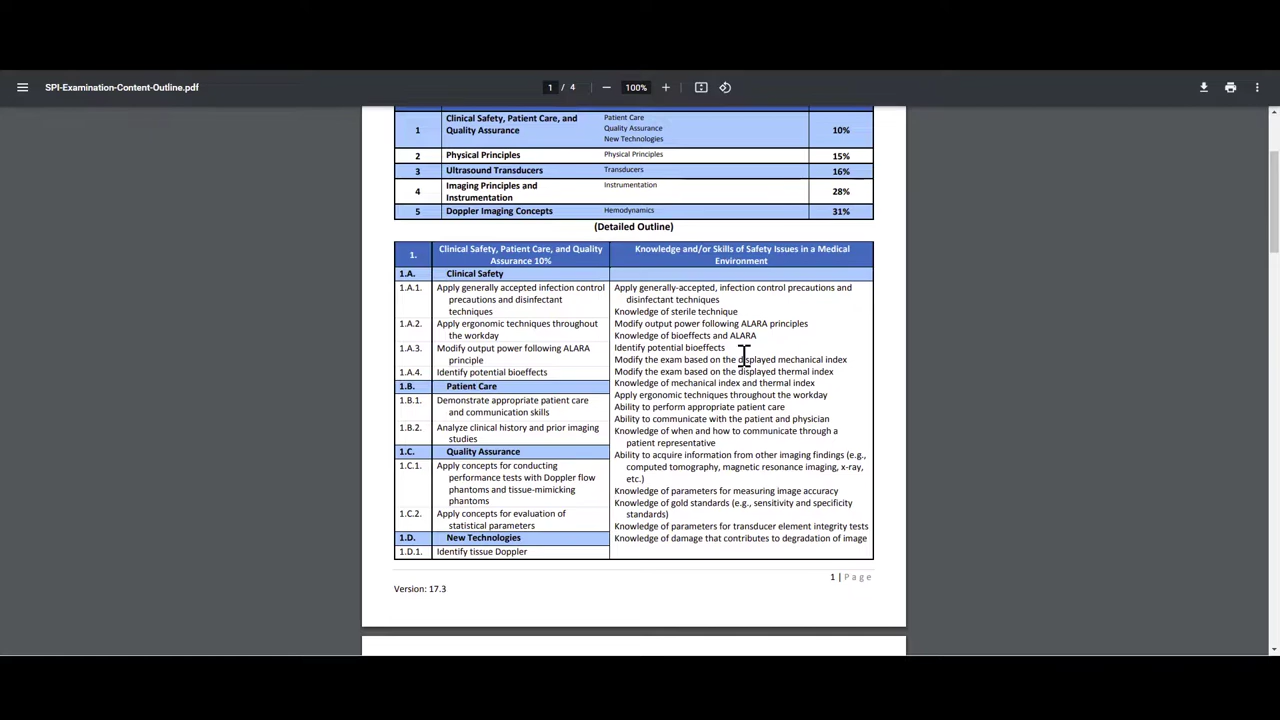 SPI-Examination-Content-Outline.pdf
1 / 4
100%
1
Clinical Safety, Patient Care, and
Quality Assurance
Patient Care
Quality Assurance
New Technologies
10%
2
Physical Principles
Physical Principles
15%
3
Ultrasound Transducers
Transducers
16%
4
Imaging Principles and
Instrumentation
Instrumentation
28%
5
Doppler Imaging Concepts
Hemodynamics
31%
(Detailed Outline)
1.
Clinical Safety, Patient Care, and Quality
Assurance 10%
Knowledge and/or Skills of Safety Issues in a Medical
Environment
1.A.
Clinical Safety
1.A.1.
Apply generally accepted infection control
precautions and disinfectant
techniques
1.A.2.
Apply ergonomic techniques throughout
the workday
1.A.3.
Modify output power following ALARA
principle
1.A.4.
Identify potential bioeffects
1.B.
Patient Care
1.B.1.
Demonstrate appropriate patient care
and communication skills
1.B.2.
Analyze clinical history and prior imaging
studies
1.C.
Quality Assurance
1.C.1.
Apply concepts for conducting
performance tests with Doppler flow
phantoms and tissue-mimicking
phantoms
1.C.2.
Apply concepts for evaluation of
statistical parameters
1.D.
New Technologies
1.D.1.
Identify tissue Doppler
Apply generally-accepted, infection control precautions and
disinfectant techniques
Knowledge of sterile technique
Modify output power following ALARA principles
Knowledge of bioeffects and ALARA
Identify potential bioeffects
Modify the exam based on the displayed mechanical index
Modify the exam based on the displayed thermal index
Knowledge of mechanical index and thermal index
Apply ergonomic techniques throughout the workday
Ability to perform appropriate patient care
Ability to communicate with the patient and physician
Knowledge of when and how to communicate through a
patient representative
Ability to acquire information from other imaging findings (e.g.,
computed tomography, magnetic resonance imaging, x-ray,
etc.)
Knowledge of parameters for measuring image accuracy
Knowledge of gold standards (e.g., sensitivity and specificity
standards)
Knowledge of parameters for transducer element integrity tests
Knowledge of damage that contributes to degradation of image
1 | Page
Version: 17.3